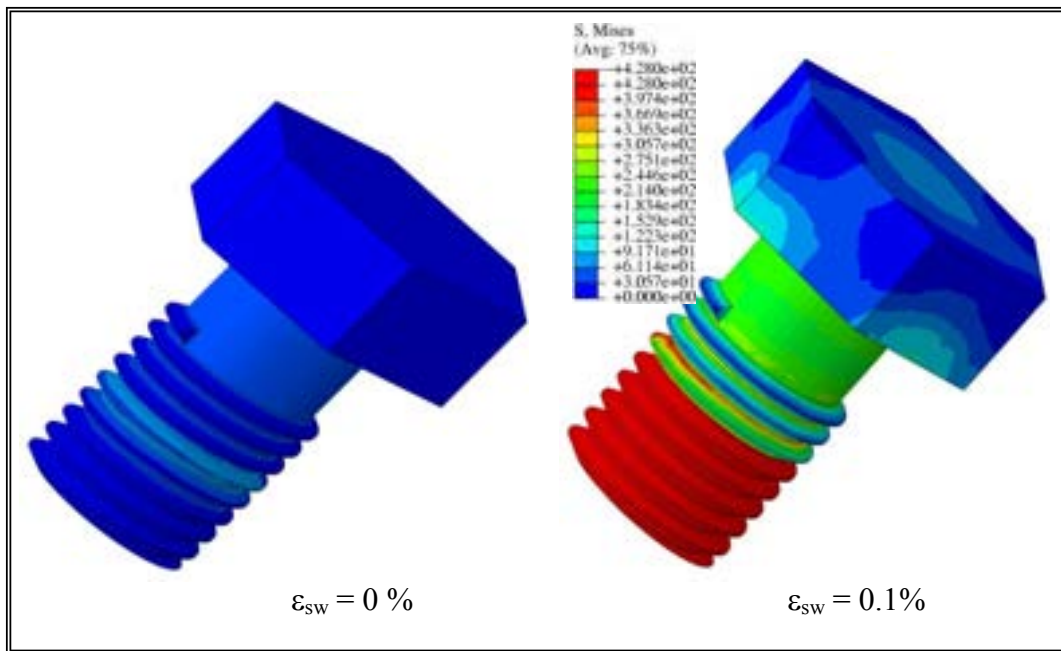 S, Mises
(Avg: 75%)
+4.280e+02
+4.280e+02
+3.974e+02
+3.669e+02
+3.363e+02
+3.057e+02
+2.751e+02
+2.446e+02
+2.140e+02
+1.834e+02
+1.529e+02
+1.223e+02
+9.171e+01
+6.114e+01
+3.057e+01
+0.000e+00
εsw = 0 %
εsw = 0.1%